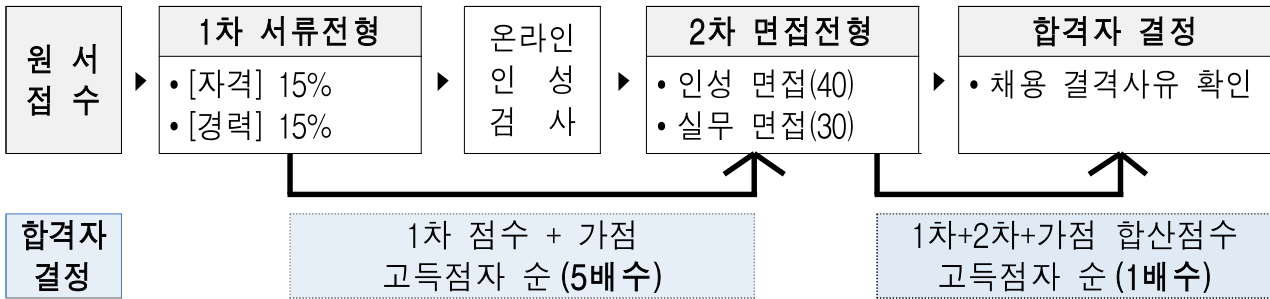 원 서
접 수
1차 서류전형
• [자격] 15%
• [경력] 15%
온라인
인 성
검 사
2차 면접전형
• 인성 면접(40)
• 실무 면접(30)
합격자 결정
• 채용 결격사유 확인
합격자
결정
1차 점수 + 가점
고득점자 순 (5배수)
1차+2차+가점 합산점수
고득점자 순 (1배수)